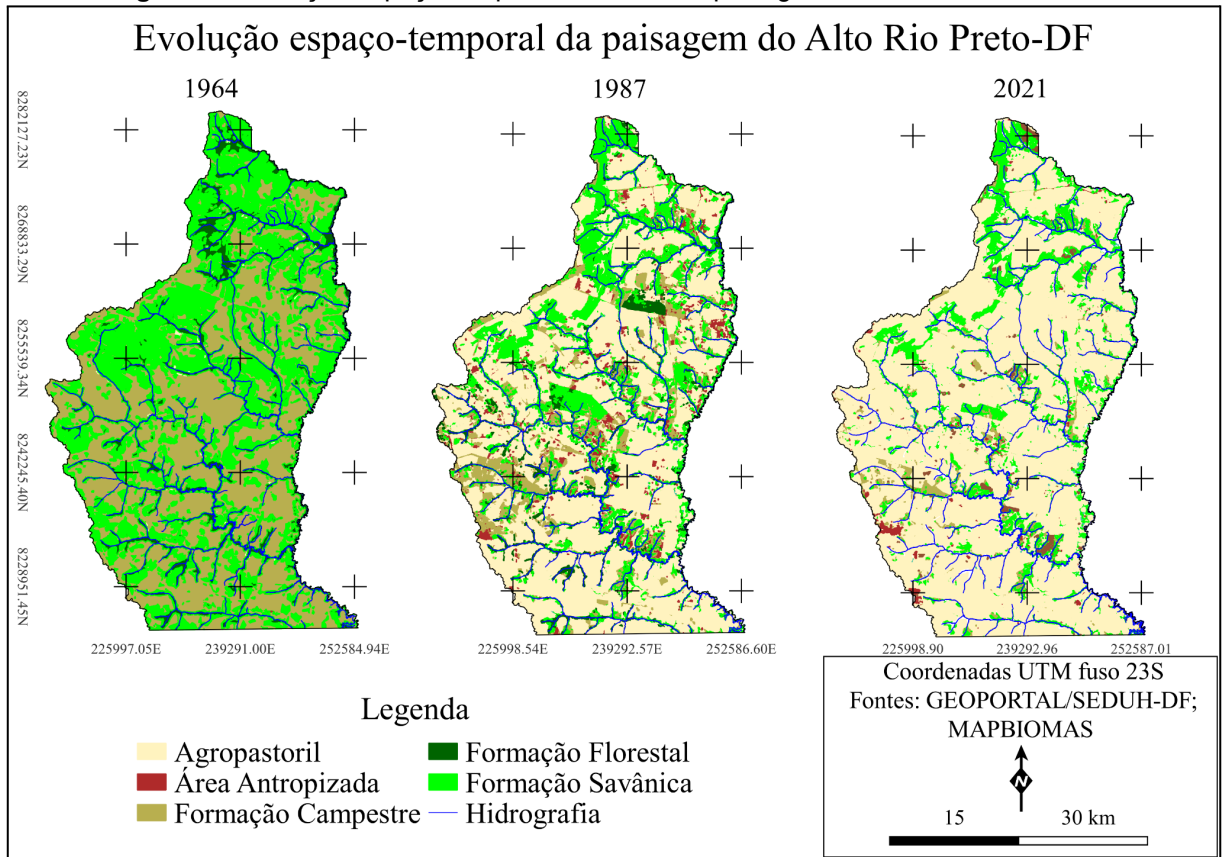 Evolução espaço-temporal da paisagem do Alto Rio Preto-DF
1964
1987
2021
8282127.23N
8268833.29N
8255539.34N
8242245.40N
8228951.45N
225997.05E
239291.00E
252584.94E
225998.54E
239292.57E
252586.60E
225998.90
239292.96
252587.01
Legenda
Agropastoril
Área Antropizada
Formação Campestre
Formação Florestal
Formação Savânica
Hidrografia
Coordenadas UTM fuso 23S
Fontes: GEOPORTAL/SEDUH-DF;
MAPBIOMAS
N
15
30 km